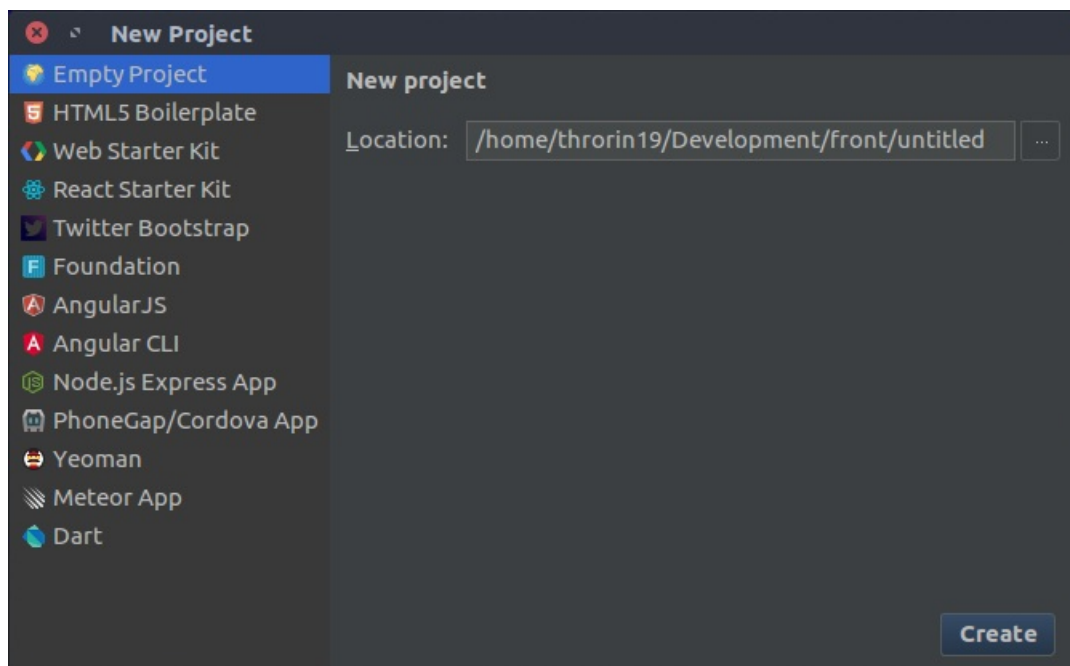 New Project
Empty Project
HTML5 Boilerplate
Web Starter Kit
React Starter Kit
Twitter Bootstrap
Foundation
AngularJS
Angular CLI
Node.js Express App
PhoneGap/Cordova App
Yeoman
Meteor App
Dart
New project
Location: /home/throrin19/Development/front/untitled ...
Create